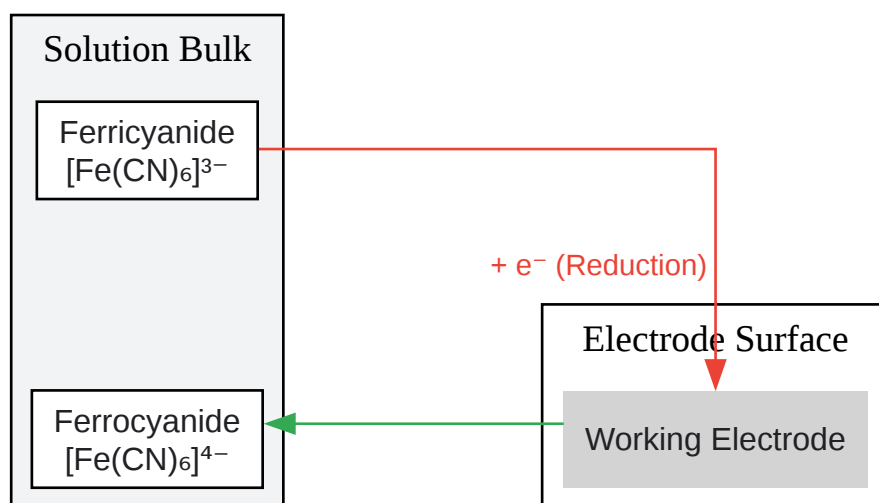 Solution Bulk
Ferricyanide
[Fe(CN)₆]³⁻
+ e⁻ (Reduction)
Electrode Surface
Ferrocyanide
[Fe(CN)₆]⁴⁻
Working Electrode